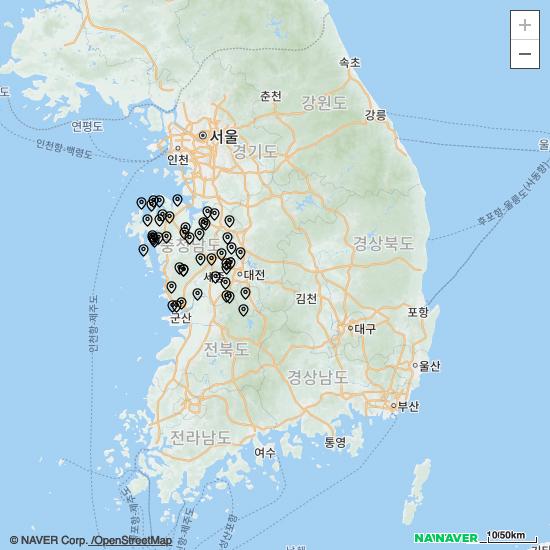 +
−
속초
춘천
강원도
강릉
연평도
서울
인천
경기도
인천항-백령도
울
후포항-울릉도(사동항)
충청남도
경상북도
세종
대전
김천
포항
인천항-제주도
군산
대구
전북도
울산
경상남도
부산
전라남도
통영
여수
© NAVER Corp. /OpenStreetMap
NAVER
10/50km